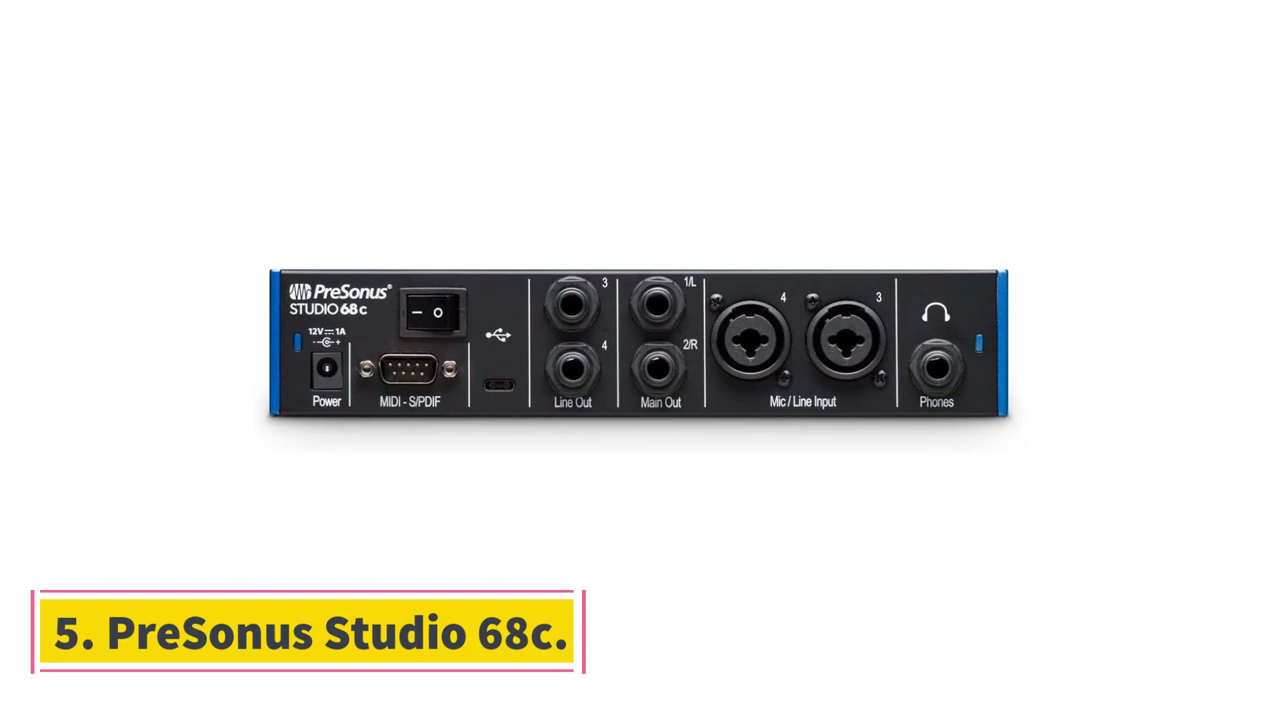 PreSonus®
STUDIO 68c
12V 1A
- +
Power
MIDI - S/PDIF
3
4
Line Out
1/L
2/R
Main Out
4
3
Mic / Line Input
Phones
5. PreSonus Studio 68c.